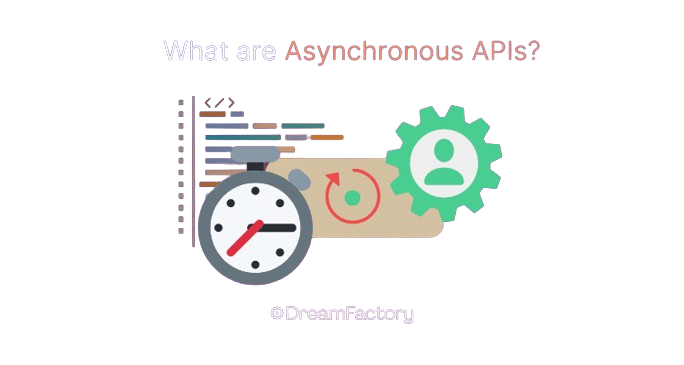 What are Asynchronous APIs?
</>
©DreamFactory